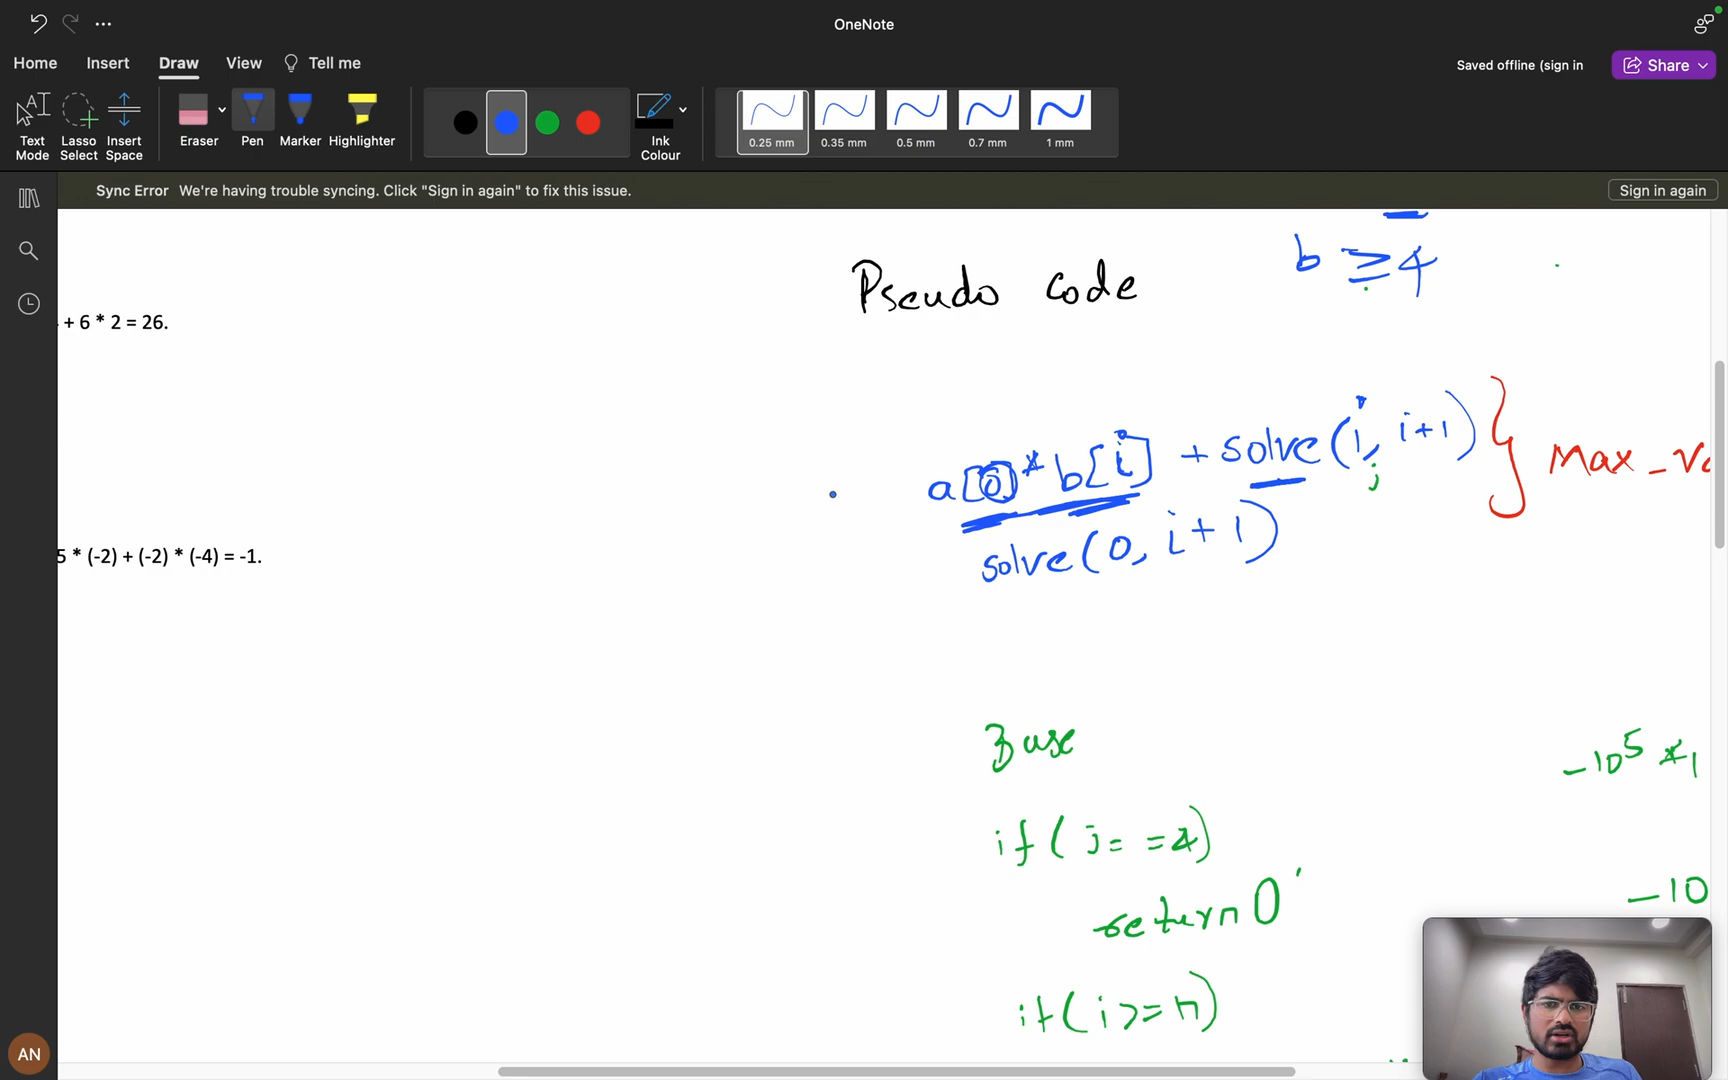 OneNote
Home Insert Draw View Tell me
Saved offline (sign in
Share
Text Mode
Lasso Select
Insert Space
Eraser
Pen
Marker
Highlighter
Ink Colour
0.25 mm
0.35 mm
0.5 mm
0.7 mm
1 mm
Sync Error We're having trouble syncing. Click "Sign in again" to fix this issue.
Sign in again
b ≥ 4
Pseudo code
+ 6 * 2 = 26.
a[0] * b[i] + solve(1, i+1) } Max_Va
j
solve(0, i+1)
5 * (-2) + (-2) * (-4) = -1.
Base
-10^5 * 1
if( j = = 4)
return 0
-10
if( i >= n)
AN